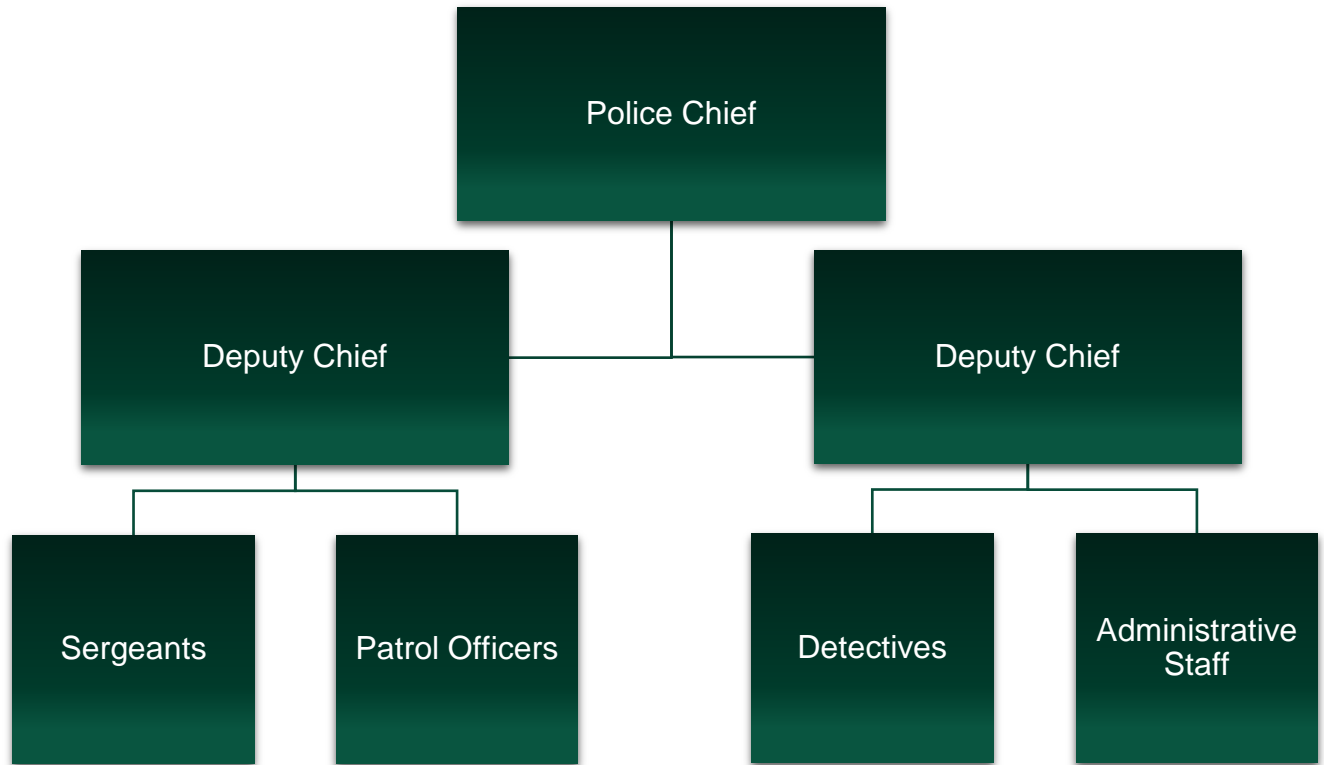 Police Chief
Deputy Chief
Deputy Chief
Sergeants
Patrol Officers
Detectives
Administrative
Staff